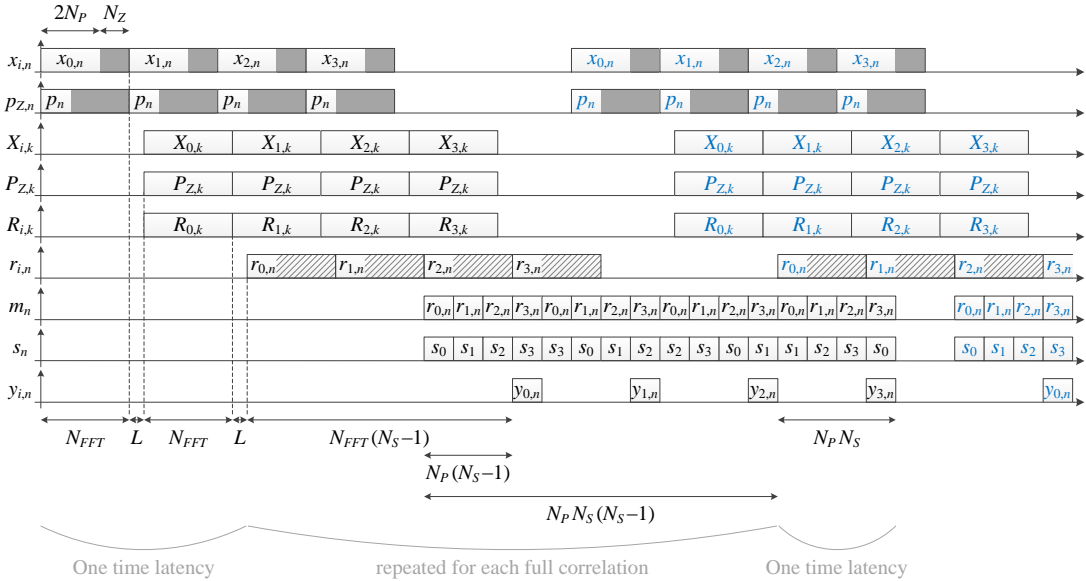 2N_P N_Z
x_{i,n} x_{0,n} x_{1,n} x_{2,n} x_{3,n} x_{0,n} x_{1,n} x_{2,n} x_{3,n}
p_{Z,n} p_n p_n p_n p_n p_n p_n p_n p_n
X_{i,k} X_{0,k} X_{1,k} X_{2,k} X_{3,k} X_{0,k} X_{1,k} X_{2,k} X_{3,k}
P_{Z,k} P_{Z,k} P_{Z,k} P_{Z,k} P_{Z,k} P_{Z,k} P_{Z,k} P_{Z,k} P_{Z,k}
R_{i,k} R_{0,k} R_{1,k} R_{2,k} R_{3,k} R_{0,k} R_{1,k} R_{2,k} R_{3,k}
r_{i,n} r_{0,n} r_{1,n} r_{2,n} r_{3,n} r_{0,n} r_{1,n} r_{2,n} r_{3,n}
m_n r_{0,n} r_{1,n} r_{2,n} r_{3,n} r_{0,n} r_{1,n} r_{2,n} r_{3,n} r_{0,n} r_{1,n} r_{2,n} r_{3,n} r_{0,n} r_{1,n} r_{2,n} r_{3,n} r_{0,n} r_{1,n} r_{2,n} r_{3,n}
s_n s_0 s_1 s_2 s_3 s_3 s_0 s_1 s_2 s_2 s_3 s_0 s_1 s_1 s_2 s_3 s_0 s_0 s_1 s_2 s_3
y_{i,n} y_{0,n} y_{1,n} y_{2,n} y_{3,n} y_{0,n}
N_{FFT} L N_{FFT} L N_{FFT}(N_S−1) N_P N_S
N_P(N_S−1)
N_P N_S(N_S−1)
One time latency repeated for each full correlation One time latency